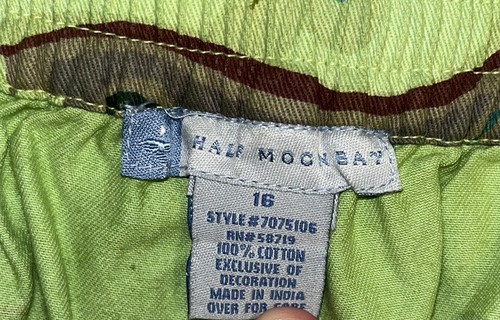 HALF MOON BAY
16
STYLE#7075106
RN#58719
100% COTTON
EXCLUSIVE OF
DECORATION
MADE IN INDIA
OVER FOR CARE